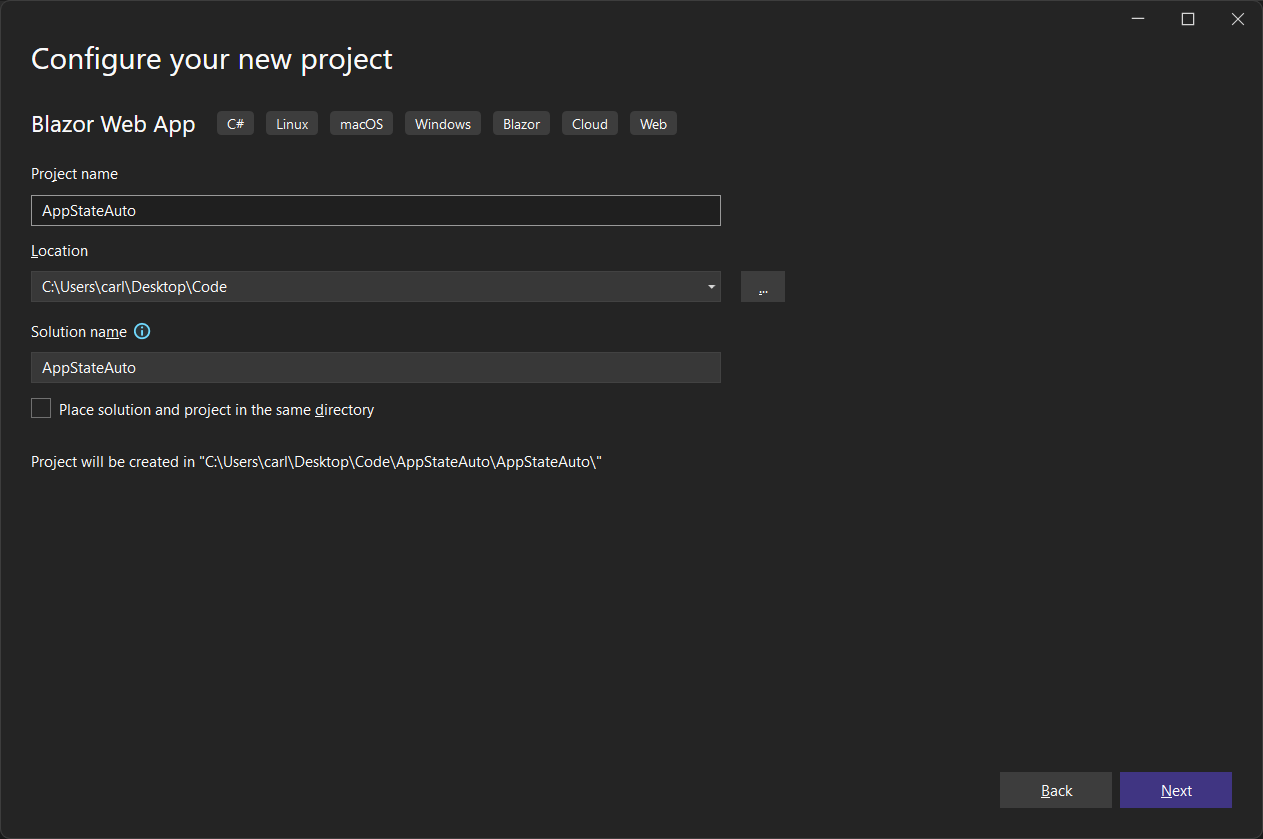 Configure your new project
Blazor Web App C# Linux macOS Windows Blazor Cloud Web
Project name
AppStateAuto
Location
C:\Users\carl\Desktop\Code ...
Solution name
AppStateAuto
Place solution and project in the same directory
Project will be created in "C:\Users\carl\Desktop\Code\AppStateAuto\AppStateAuto\"
Back Next